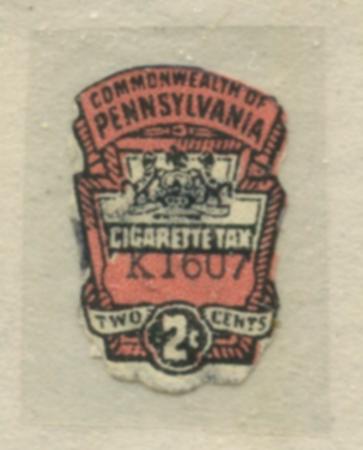 COMMONWEALTH OF
PENNSYLVANIA
CIGARETTE TAX
K1607
TWO 2¢ CENTS